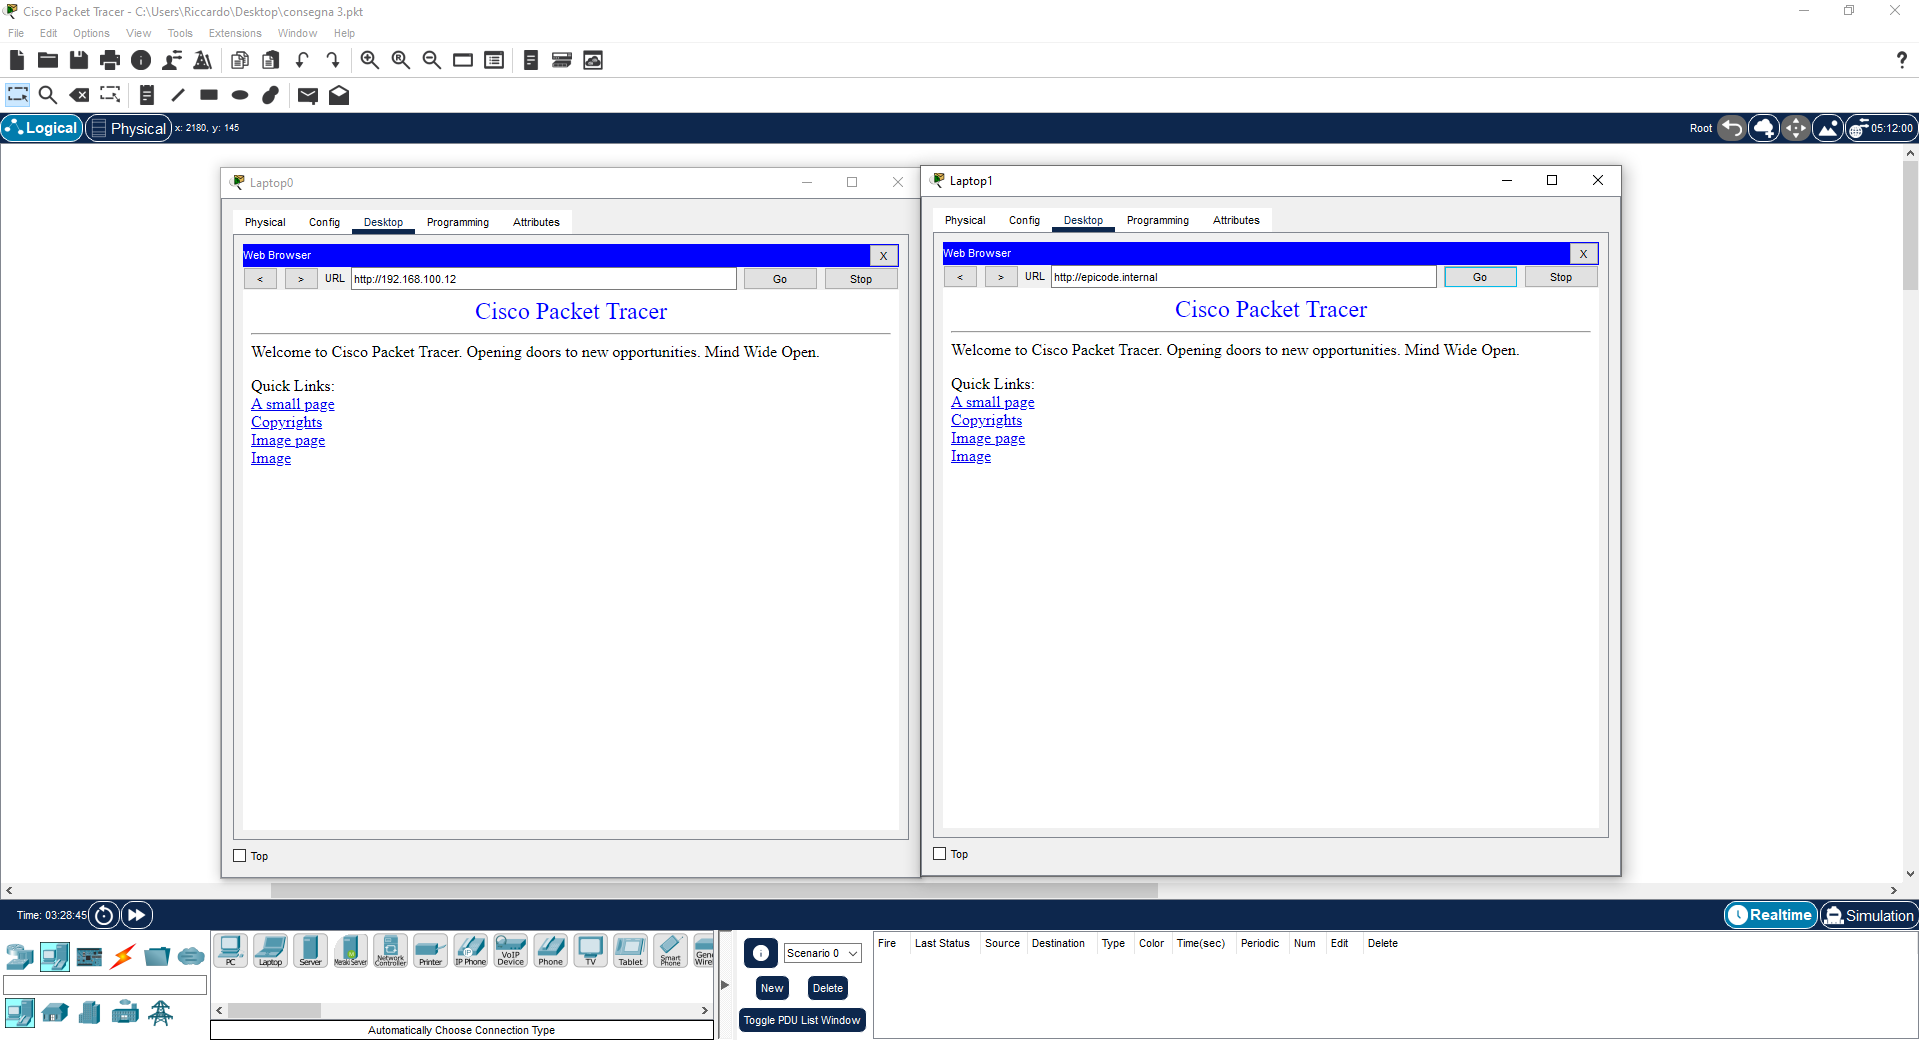 Cisco Packet Tracer - C:\Users\Riccardo\Desktop\consegna 3.pkt
File Edit Options View Tools Extensions Window Help
Logical Physical x: 2180, y: 145 Root 05:12:00
Laptop0
Physical Config Desktop Programming Attributes
Web Browser X
< > URL http://192.168.100.12 Go Stop
Cisco Packet Tracer
Welcome to Cisco Packet Tracer. Opening doors to new opportunities. Mind Wide Open.
Quick Links:
A small page
Copyrights
Image page
Image
Top
Laptop1
Physical Config Desktop Programming Attributes
Web Browser X
< > URL http://epicode.internal Go Stop
Cisco Packet Tracer
Welcome to Cisco Packet Tracer. Opening doors to new opportunities. Mind Wide Open.
Quick Links:
A small page
Copyrights
Image page
Image
Top
Time: 03:28:45 Realtime Simulation
PC Laptop Server Meraki Server Network Controller Printer IP Phone VoIP Device Phone TV Tablet Smart Phone
Automatically Choose Connection Type
Scenario 0
New Delete
Toggle PDU List Window
Fire Last Status Source Destination Type Color Time(sec) Periodic Num Edit Delete